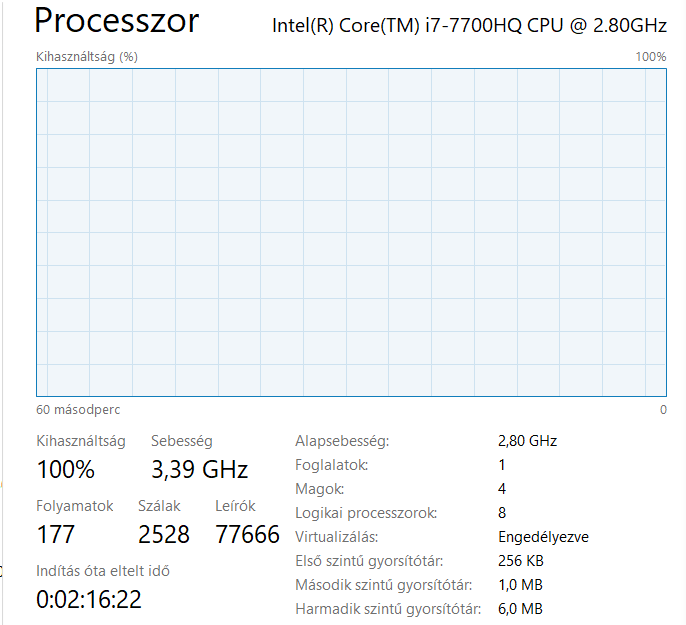 Processzor
Intel(R) Core(TM) i7-7700HQ CPU @ 2.80GHz
Kihasználtság (%)
100%
60 másodperc
0
Kihasználtság
Sebesség
100%
3,39 GHz
Folyamatok
Szálak
Leírók
177
2528
77666
Indítás óta eltelt idő
0:02:16:22
Alapsebesség: 2,80 GHz
Foglalatok: 1
Magok: 4
Logikai processzorok: 8
Virtualizálás: Engedélyezve
Első szintű gyorsítótár: 256 KB
Második szintű gyorsítótár: 1,0 MB
Harmadik szintű gyorsítótár: 6,0 MB